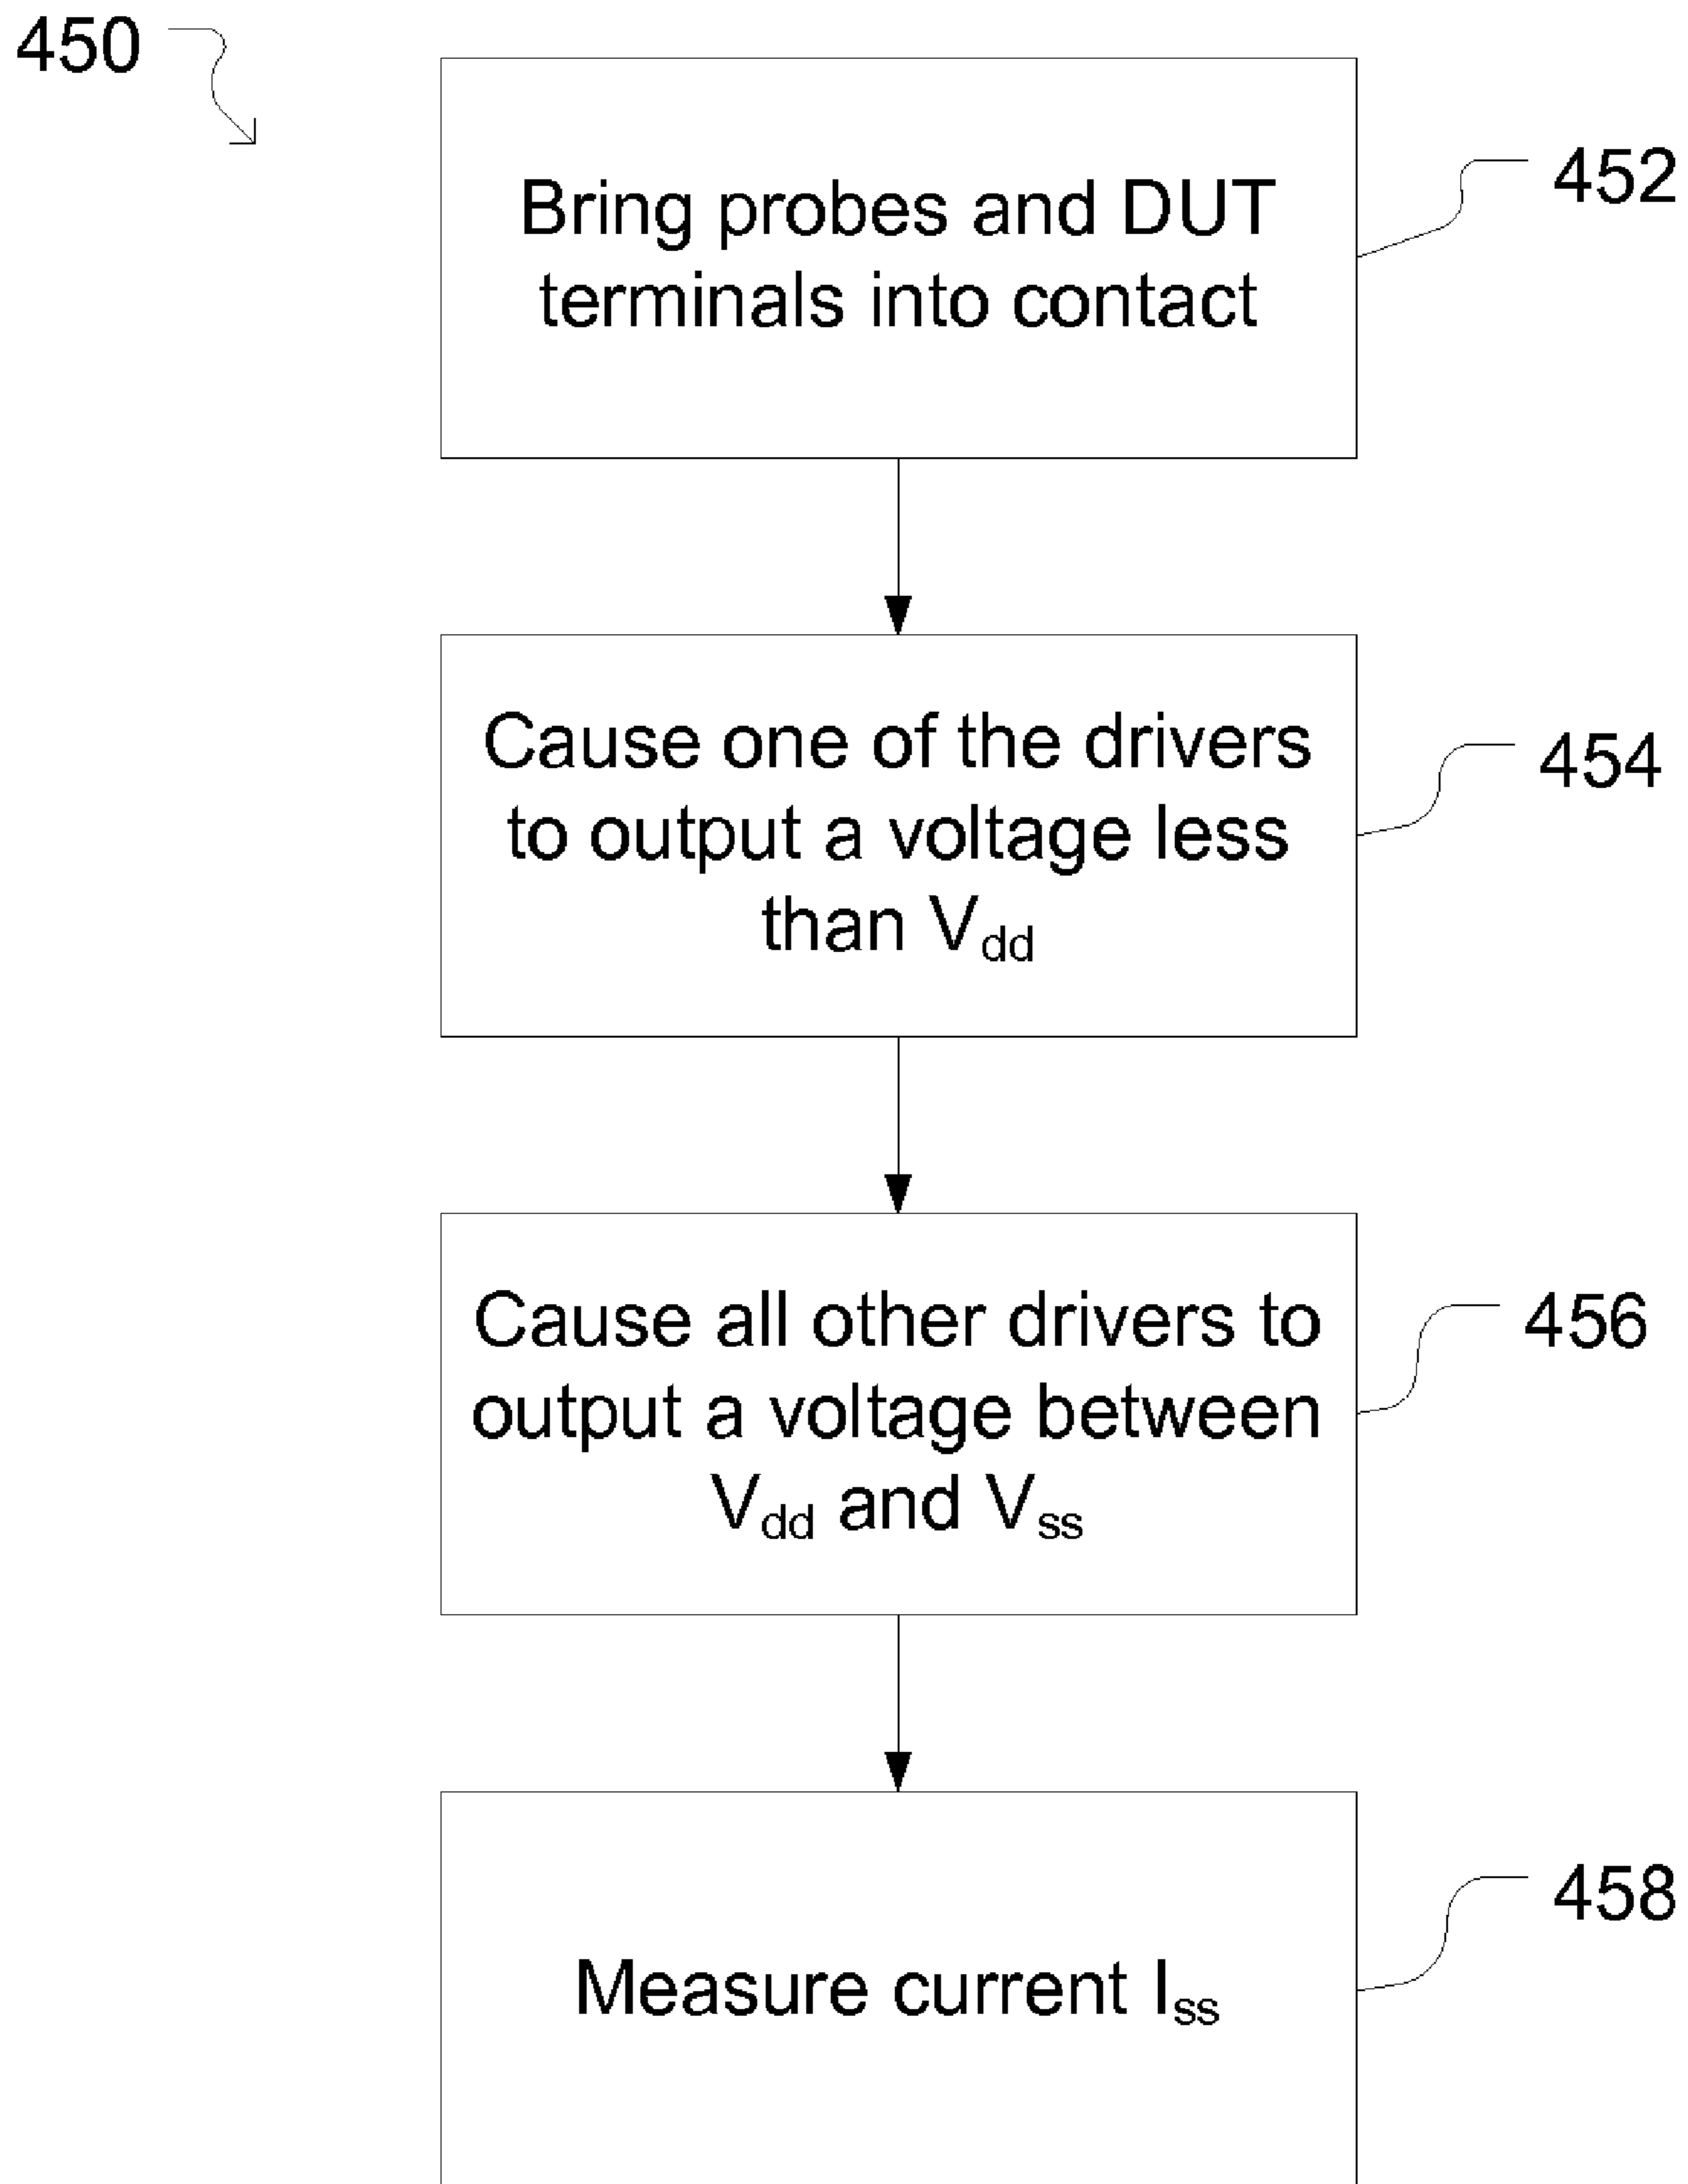 450
Bring probes and DUT
terminals into contact
452
Cause one of the drivers
to output a voltage less
than Vdd
454
Cause all other drivers to
output a voltage between
Vdd and Vss
456
Measure current Iss
458